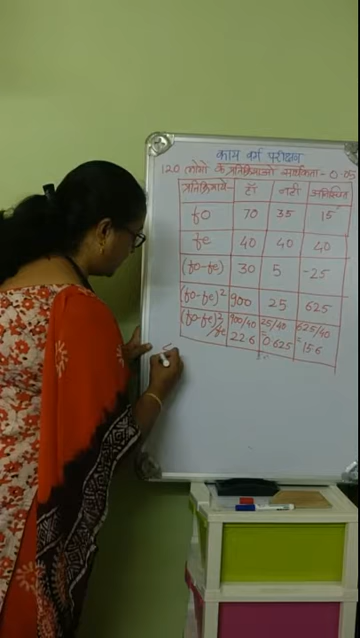 काय वर्ग परीक्षण
120 लोगो के प्रतिक्रियाओ सार्थकता - 0.05
प्रतिक्रियाये- हाँ नही अनिश्चित
fo 70 35 15
fe 40 40 40
(fo-fe) 30 5 -25
(fo-fe)² 900 25 625
(fo-fe)²/fe 900/40 25/40 625/40
22.6 =0.625 =15.6